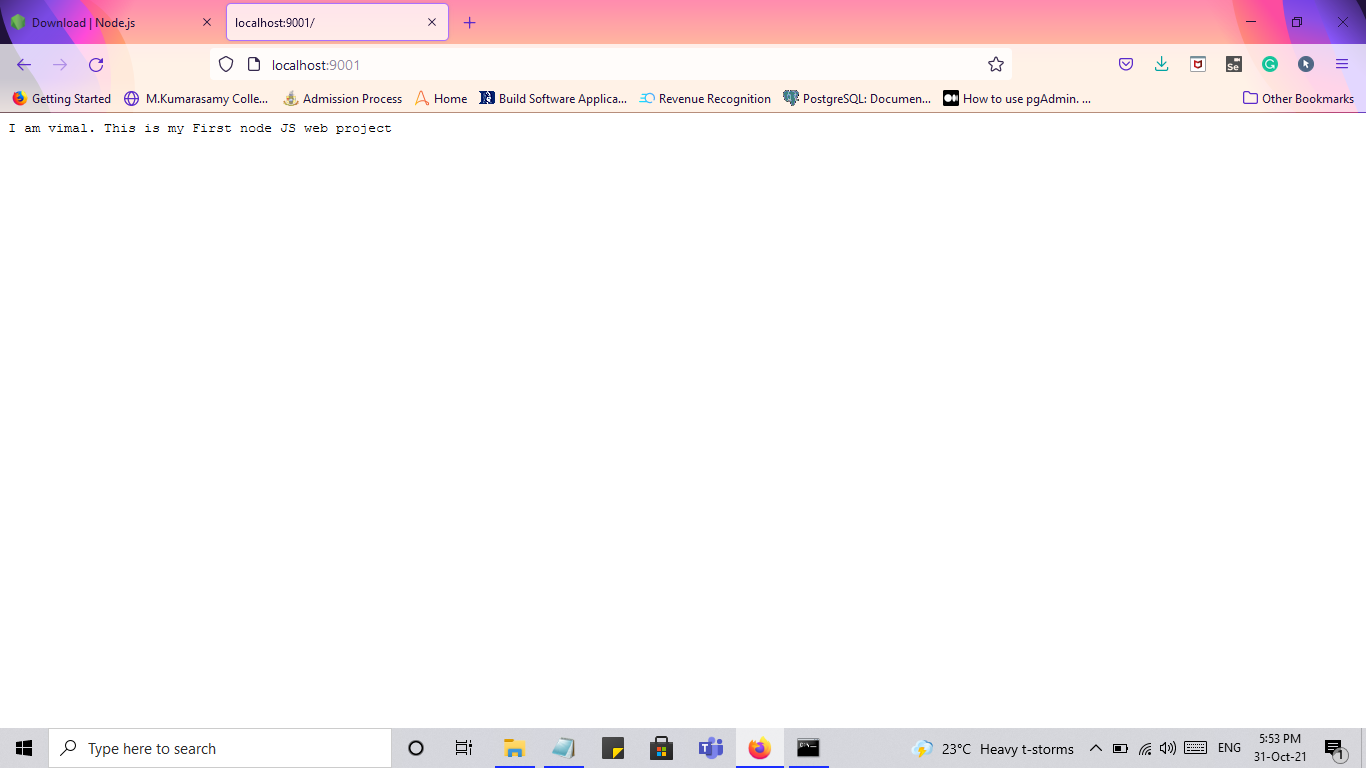 Download | Node.js
localhost:9001/
localhost:9001
Getting Started M.Kumarasamy Colle... Admission Process Home Build Software Applica... Revenue Recognition PostgreSQL: Documen... How to use pgAdmin. ... Other Bookmarks
I am vimal. This is my First node JS web project
Type here to search
23°C Heavy t-storms
ENG
5:53 PM
31-Oct-21
1
Se